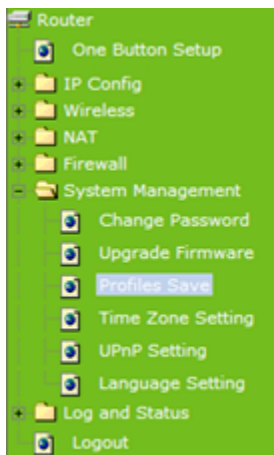 Router
One Button Setup
IP Config
Wireless
NAT
Firewall
System Management
Change Password
Upgrade Firmware
Profiles Save
Time Zone Setting
UPnP Setting
Language Setting
Log and Status
Logout